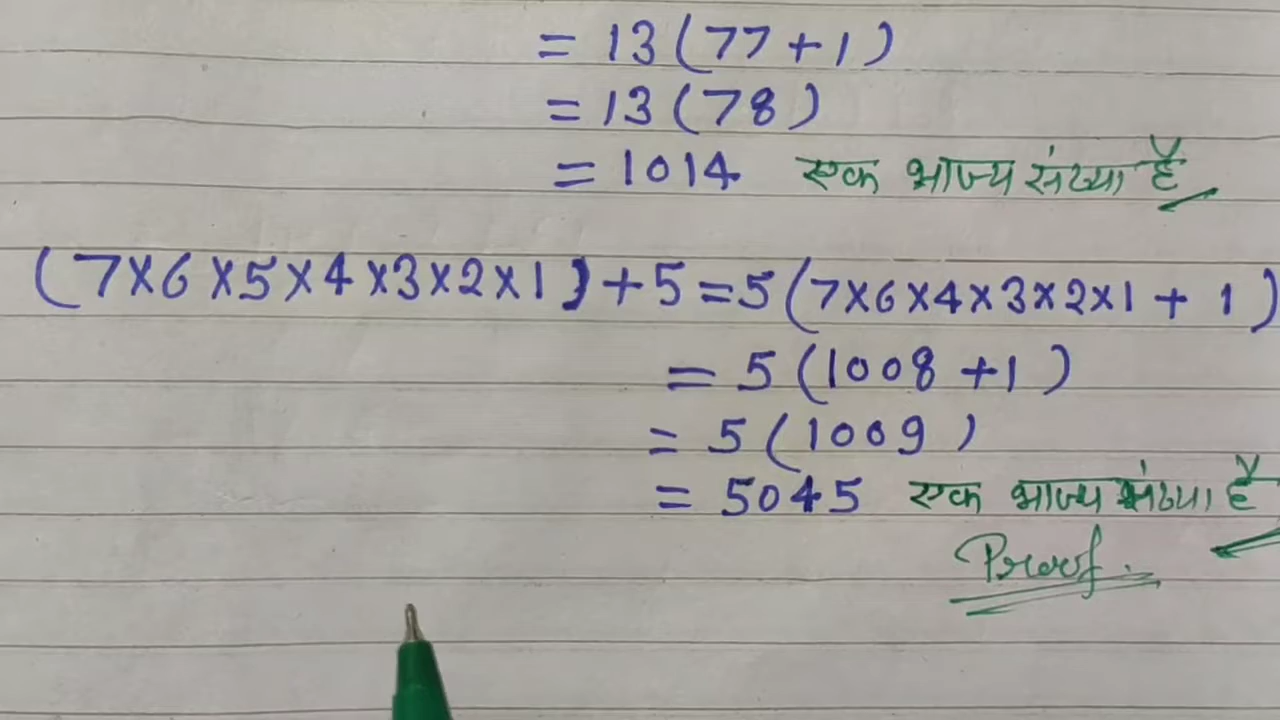 = 13(77+1)
= 13(78)
= 1014 एक भाज्य संख्या है
(7×6×5×4×3×2×1)+5=5(7×6×4×3×2×1+1)
= 5(1008+1)
= 5(1009)
= 5045 एक भाज्य संख्या है
Proof.